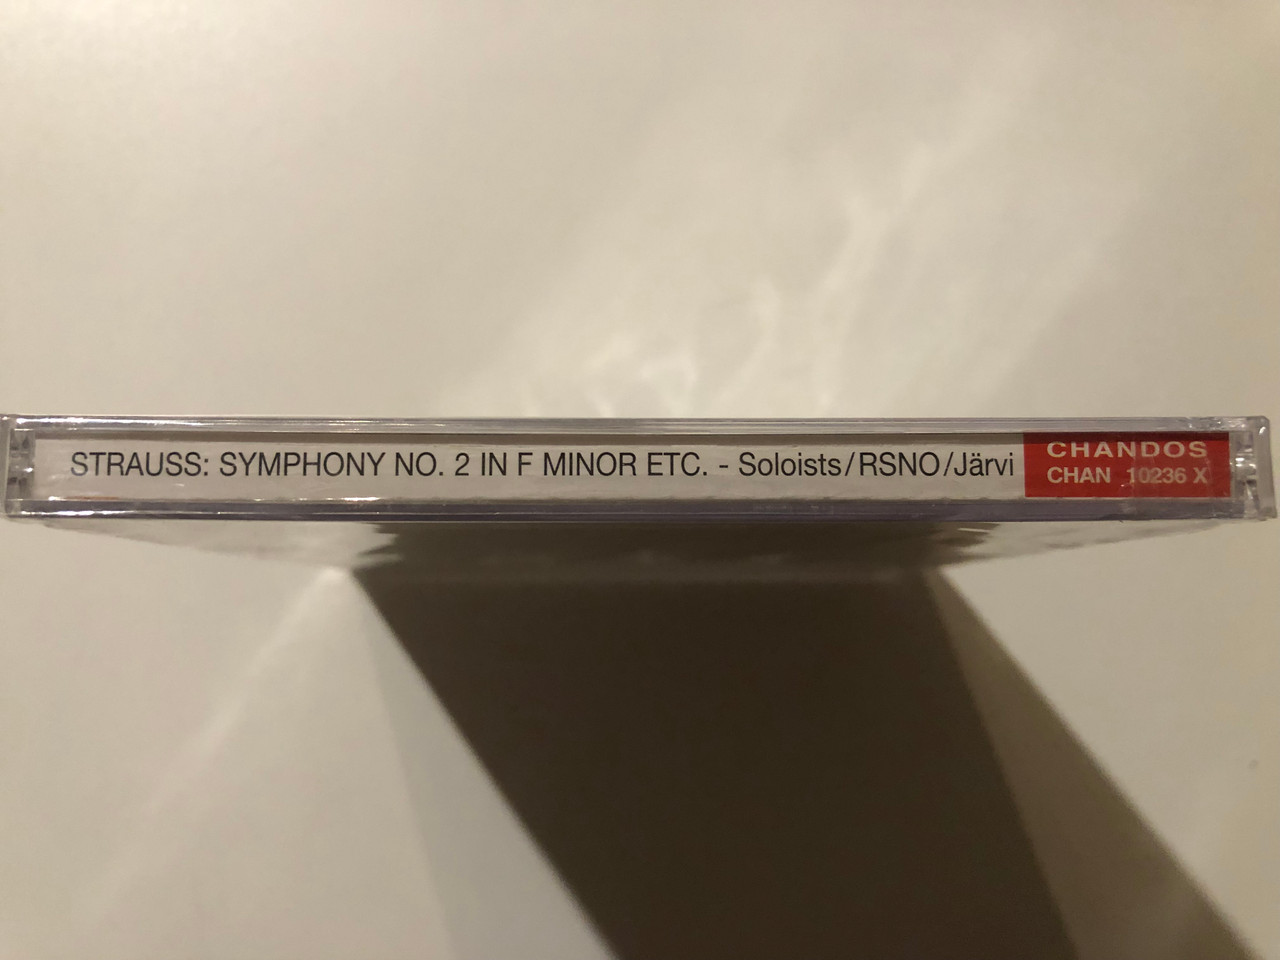 STRAUSS: SYMPHONY NO. 2 IN F MINOR ETC. - Soloists/RSNO/Järvi
CHANDOS
CHAN 10236 X